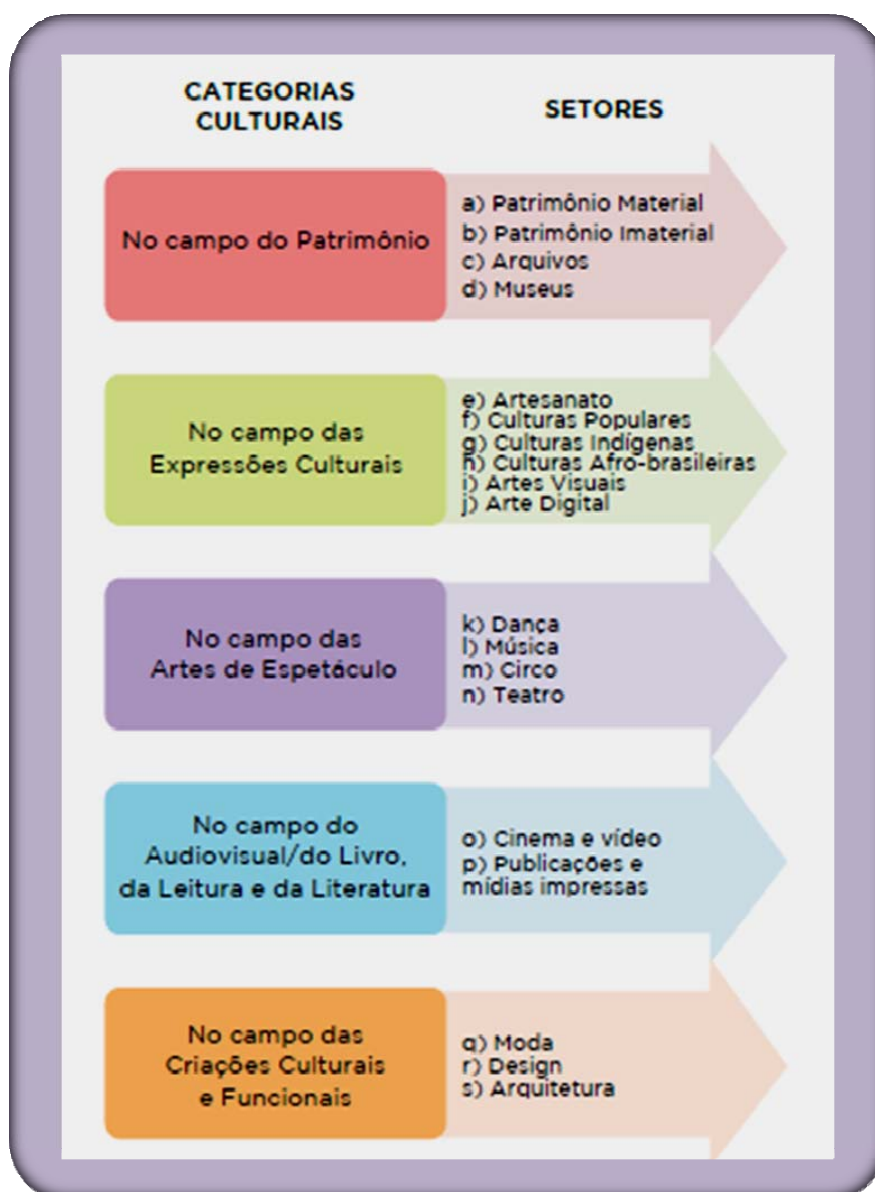 CATEGORIAS
CULTURAIS
SETORES
No campo do Patrimônio
a) Patrimônio Material
b) Patrimônio Imaterial
c) Arquivos
d) Museus
No campo das
Expressões Culturais
e) Artesanato
f) Culturas Populares
g) Culturas Indígenas
h) Culturas Afro-brasileiras
i) Artes Visuais
j) Arte Digital
No campo das
Artes de Espetáculo
k) Dança
l) Música
m) Circo
n) Teatro
No campo do
Audiovisual/do Livro,
da Leitura e da Literatura
o) Cinema e vídeo
p) Publicações e
mídias impressas
No campo das
Criações Culturais
e Funcionais
q) Moda
r) Design
s) Arquitetura